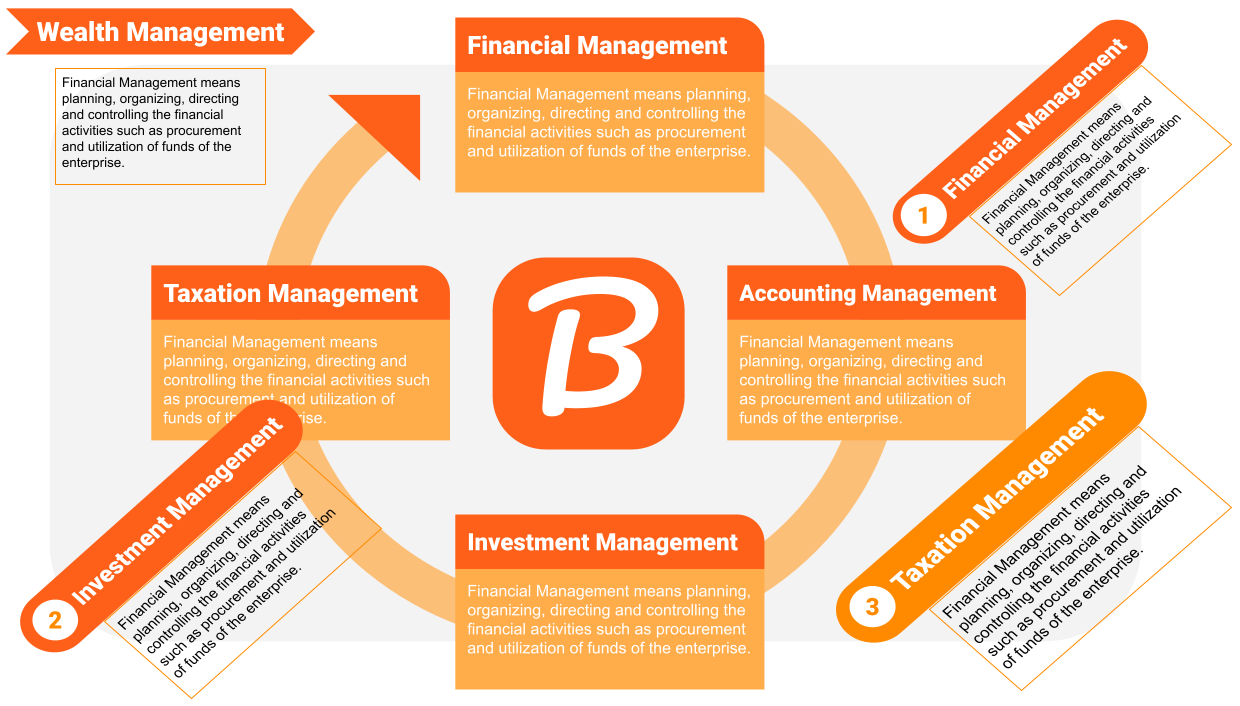 Wealth Management
Financial Management means
planning, organizing, directing
and controlling the financial
activities such as procurement
and utilization of funds of the
enterprise.
Financial Management
Financial Management means planning,
organizing, directing and controlling the
financial activities such as procurement
and utilization of funds of the enterprise.
1
Financial Management
Financial Management means
planning, organizing, directing and
controlling the financial activities
such as procurement and utilization
of funds of the enterprise.
Taxation Management
Financial Management means
planning, organizing, directing and
controlling the financial activities such
as procurement and utilization of
funds of
B
Accounting Management
Financial Management means
planning, organizing, directing and
controlling the financial activities such
as procurement and utilization of
funds of the enterprise.
2
Investment Management
Financial Management means
planning, organizing, directing and
controlling the financial activities
such as procurement and utilization
of funds of the enterprise.
Investment Management
Financial Management means planning,
organizing, directing and controlling the
financial activities such as procurement
and utilization of funds of the enterprise.
3
Taxation Management
Financial Management means
planning, organizing, directing and
controlling the financial activities
such as procurement and utilization
of funds of the enterprise.